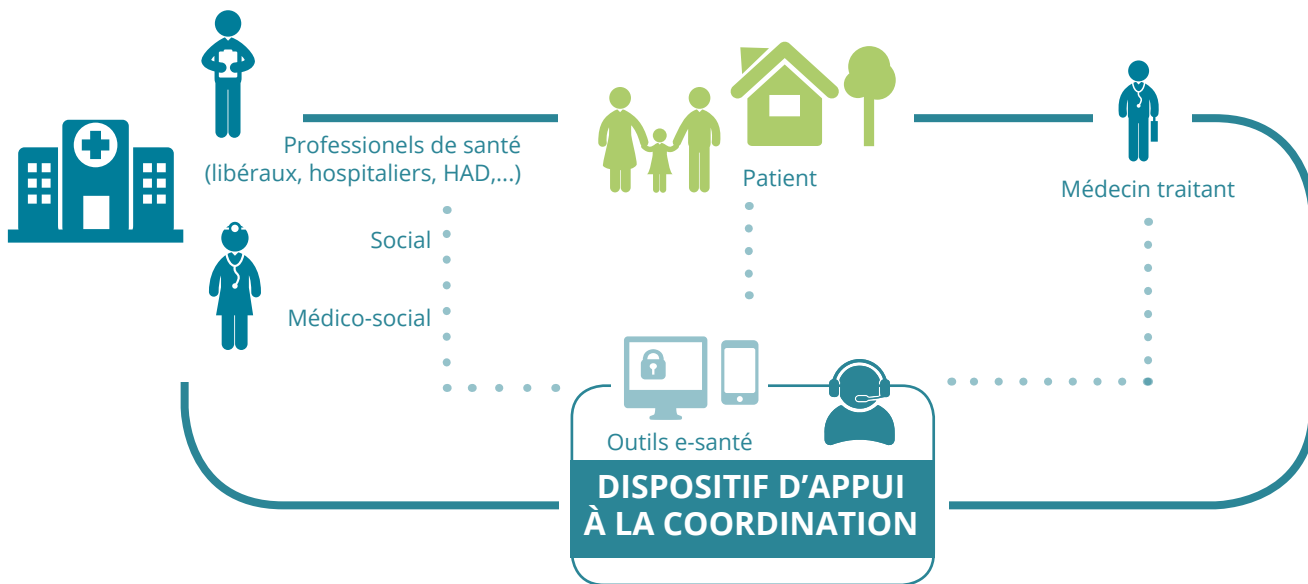 Professionels de santé
(libéraux, hospitaliers, HAD,...)
Social
Médico-social
Patient
Médecin traitant
Outils e-santé
DISPOSITIF D’APPUI
À LA COORDINATION